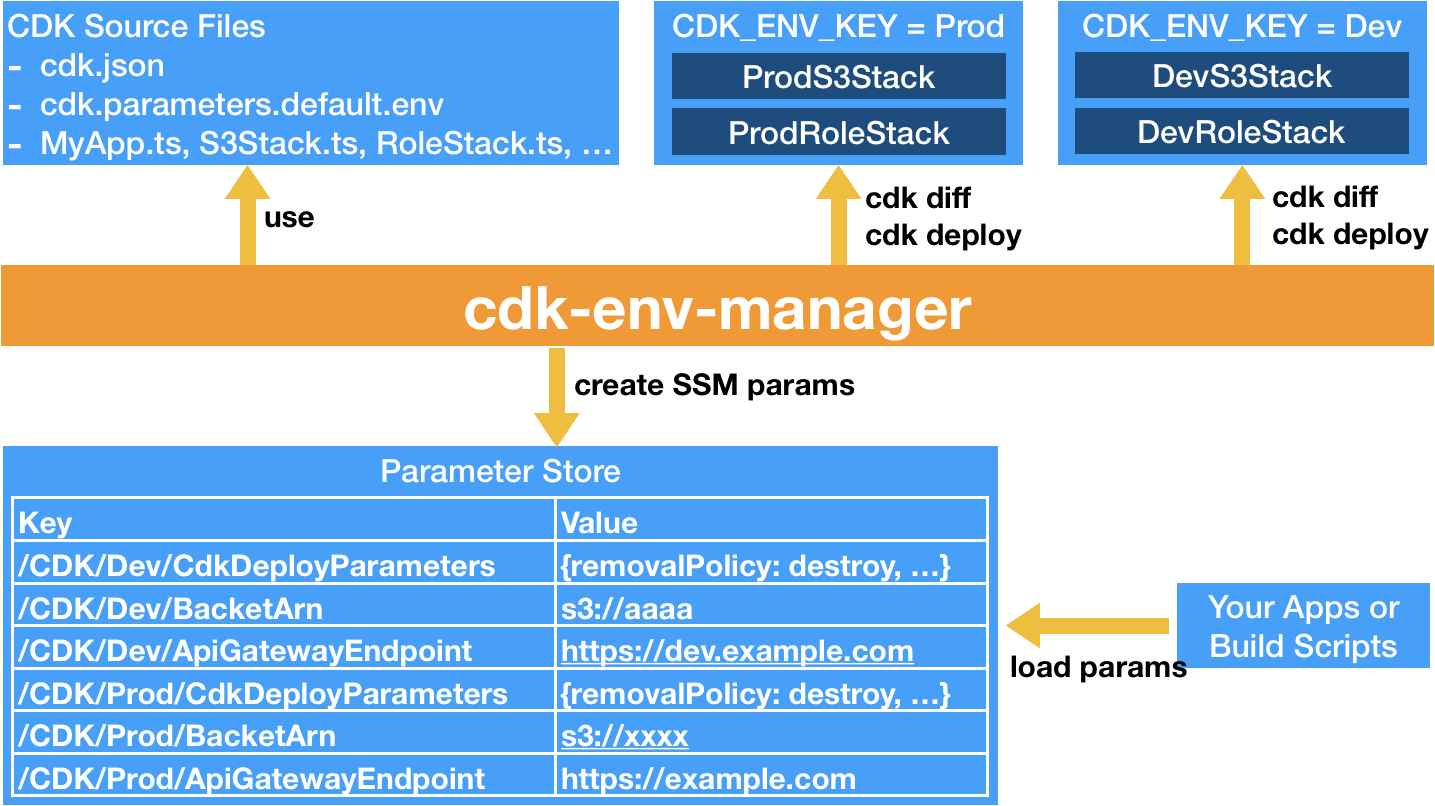 CDK Source Files
- cdk.json
- cdk.parameters.default.env
- MyApp.ts, S3Stack.ts, RoleStack.ts, …
CDK_ENV_KEY = Prod
ProdS3Stack
ProdRoleStack
CDK_ENV_KEY = Dev
DevS3Stack
DevRoleStack
use
cdk diff
cdk deploy
cdk diff
cdk deploy
cdk-env-manager
create SSM params
Parameter Store
Key Value
/CDK/Dev/CdkDeployParameters {removalPolicy: destroy, …}
/CDK/Dev/BacketArn s3://aaaa
/CDK/Dev/ApiGatewayEndpoint https://dev.example.com
/CDK/Prod/CdkDeployParameters {removalPolicy: destroy, …}
/CDK/Prod/BacketArn s3://xxxx
/CDK/Prod/ApiGatewayEndpoint https://example.com
Your Apps or
Build Scripts
load params